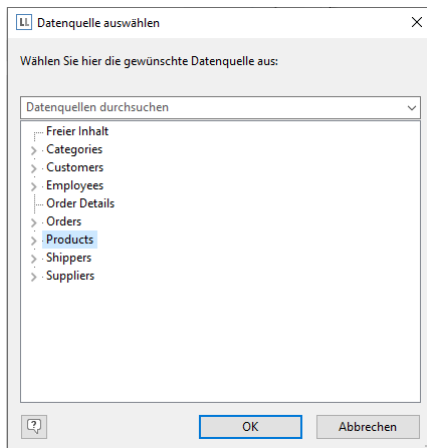 LL Datenquelle auswählen
Wählen Sie hier die gewünschte Datenquelle aus:
Datenquellen durchsuchen
Freier Inhalt
Categories
Customers
Employees
Order Details
Orders
Products
Shippers
Suppliers
?
OK
Abbrechen